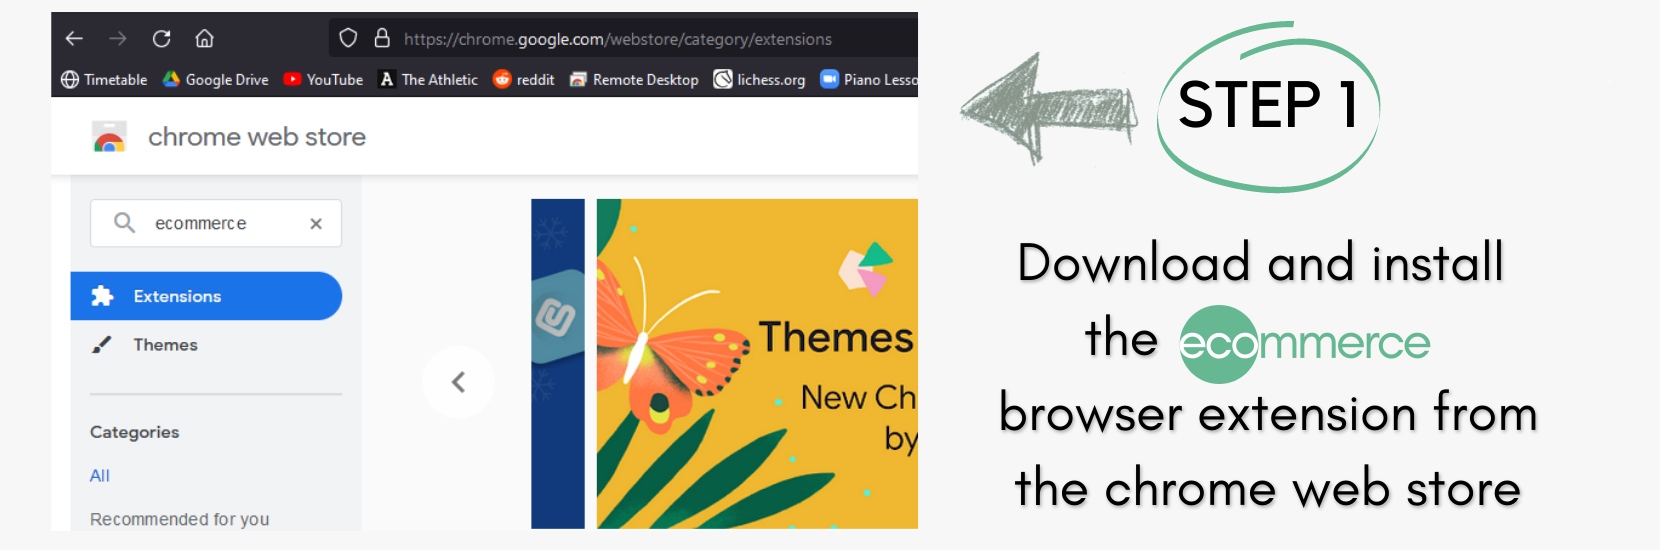 https://chrome.google.com/webstore/category/extensions
Timetable Google Drive YouTube A The Athletic reddit Remote Desktop lichess.org Piano Lesso
chrome web store
ecommerce
Extensions
Themes
Categories
All
Recommended for you
Themes
New Ch
by
STEP 1
Download and install
the ecommerce
browser extension from
the chrome web store